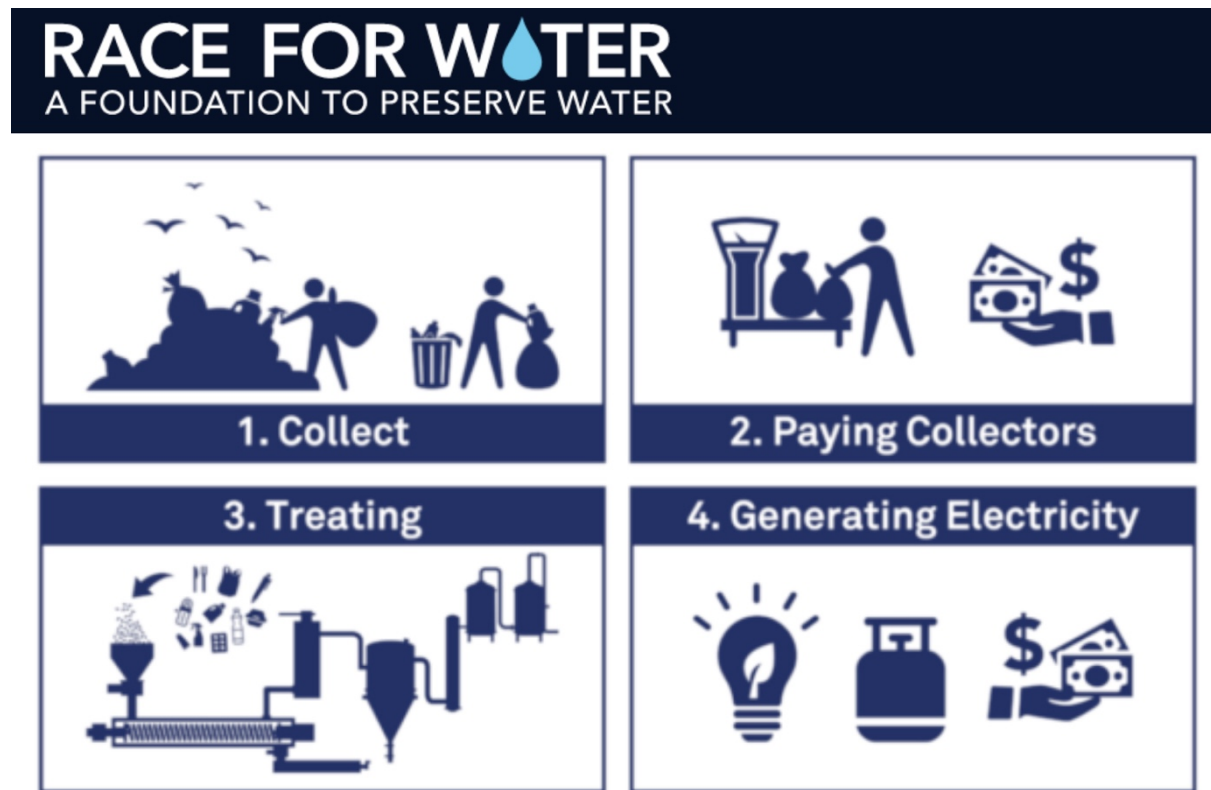 RACE FOR WATER
A FOUNDATION TO PRESERVE WATER
1. Collect
2. Paying Collectors
3. Treating
4. Generating Electricity
$
$